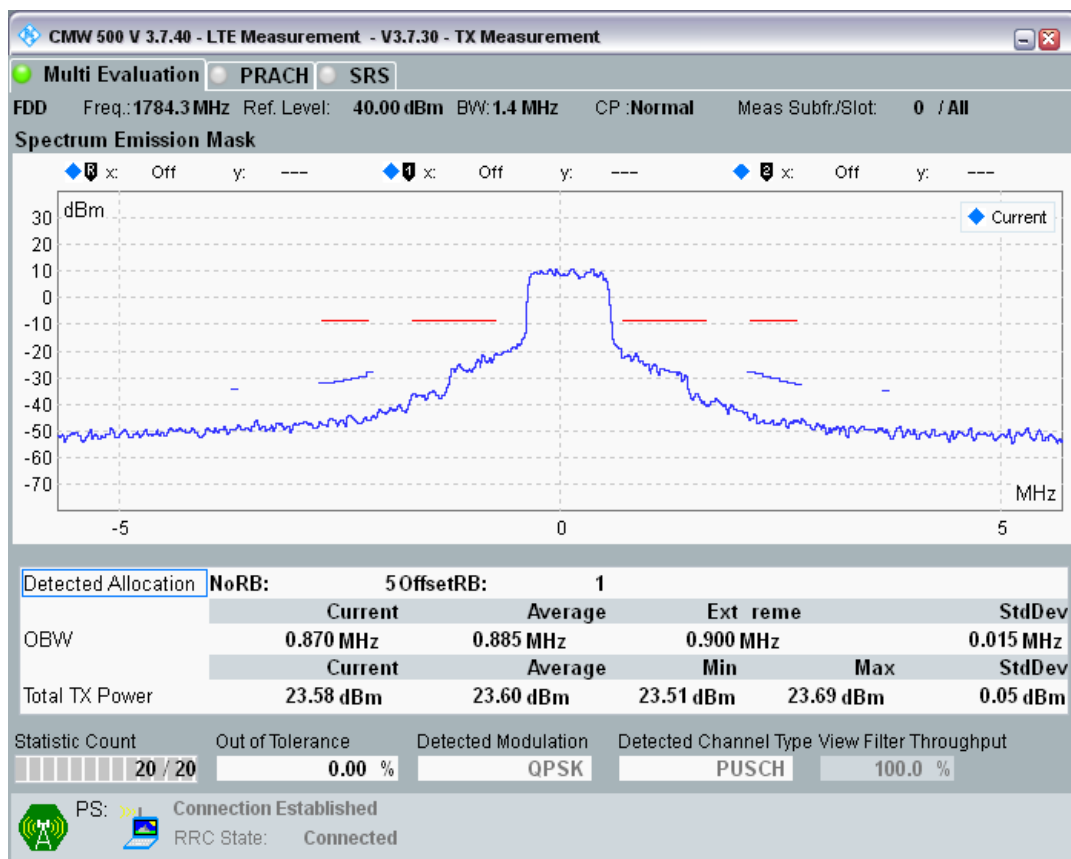 CMW 500 V 3.7.40 - LTE Measurement - V3.7.30 - TX Measurement
Multi Evaluation PRACH SRS
FDD Freq.: 1784.3 MHz Ref. Level: 40.00 dBm BW: 1.4 MHz CP :Normal Meas Subfr./Slot: 0 / All
Spectrum Emission Mask
R x: Off y: --- 1 x: Off y: --- 2 x: Off y: ---
dBm
Current
30
20
10
0
-10
-20
-30
-40
-50
-60
-70
MHz
-5 0 5
Detected Allocation NoRB: 5 OffsetRB: 1
Current Average Ext reme StdDev
OBW 0.870 MHz 0.885 MHz 0.900 MHz 0.015 MHz
Current Average Min Max StdDev
Total TX Power 23.58 dBm 23.60 dBm 23.51 dBm 23.69 dBm 0.05 dBm
Statistic Count Out of Tolerance Detected Modulation Detected Channel Type View Filter Throughput
20 / 20 0.00 % QPSK PUSCH 100.0 %
PS: Connection Established
RRC State: Connected